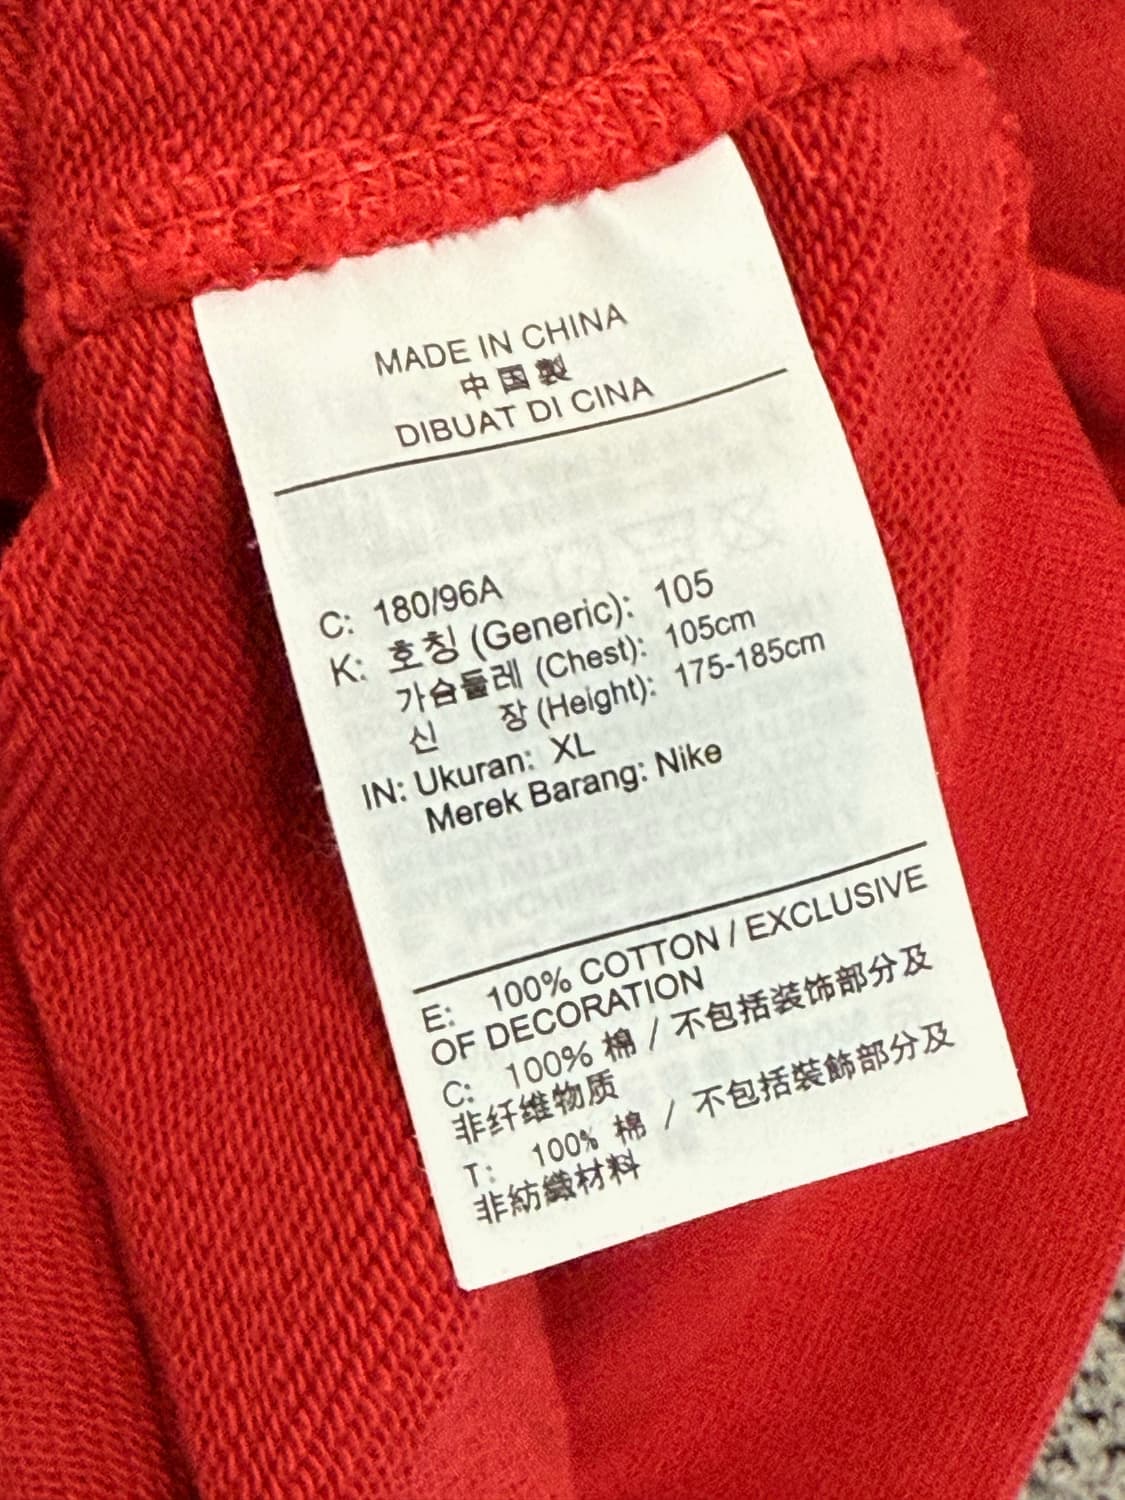 MADE IN CHINA
中国製
DIBUAT DI CINA
C: 180/96A
K: 호칭 (Generic): 105
가슴둘레 (Chest): 105cm
신 장 (Height): 175-185cm
IN: Ukuran: XL
Merek Barang: Nike
E: 100% COTTON / EXCLUSIVE
OF DECORATION
C: 100% 棉 / 不包括装饰部分及
非纤维物质
T: 100% 棉 / 不包括裝飾部分及
非紡織材料